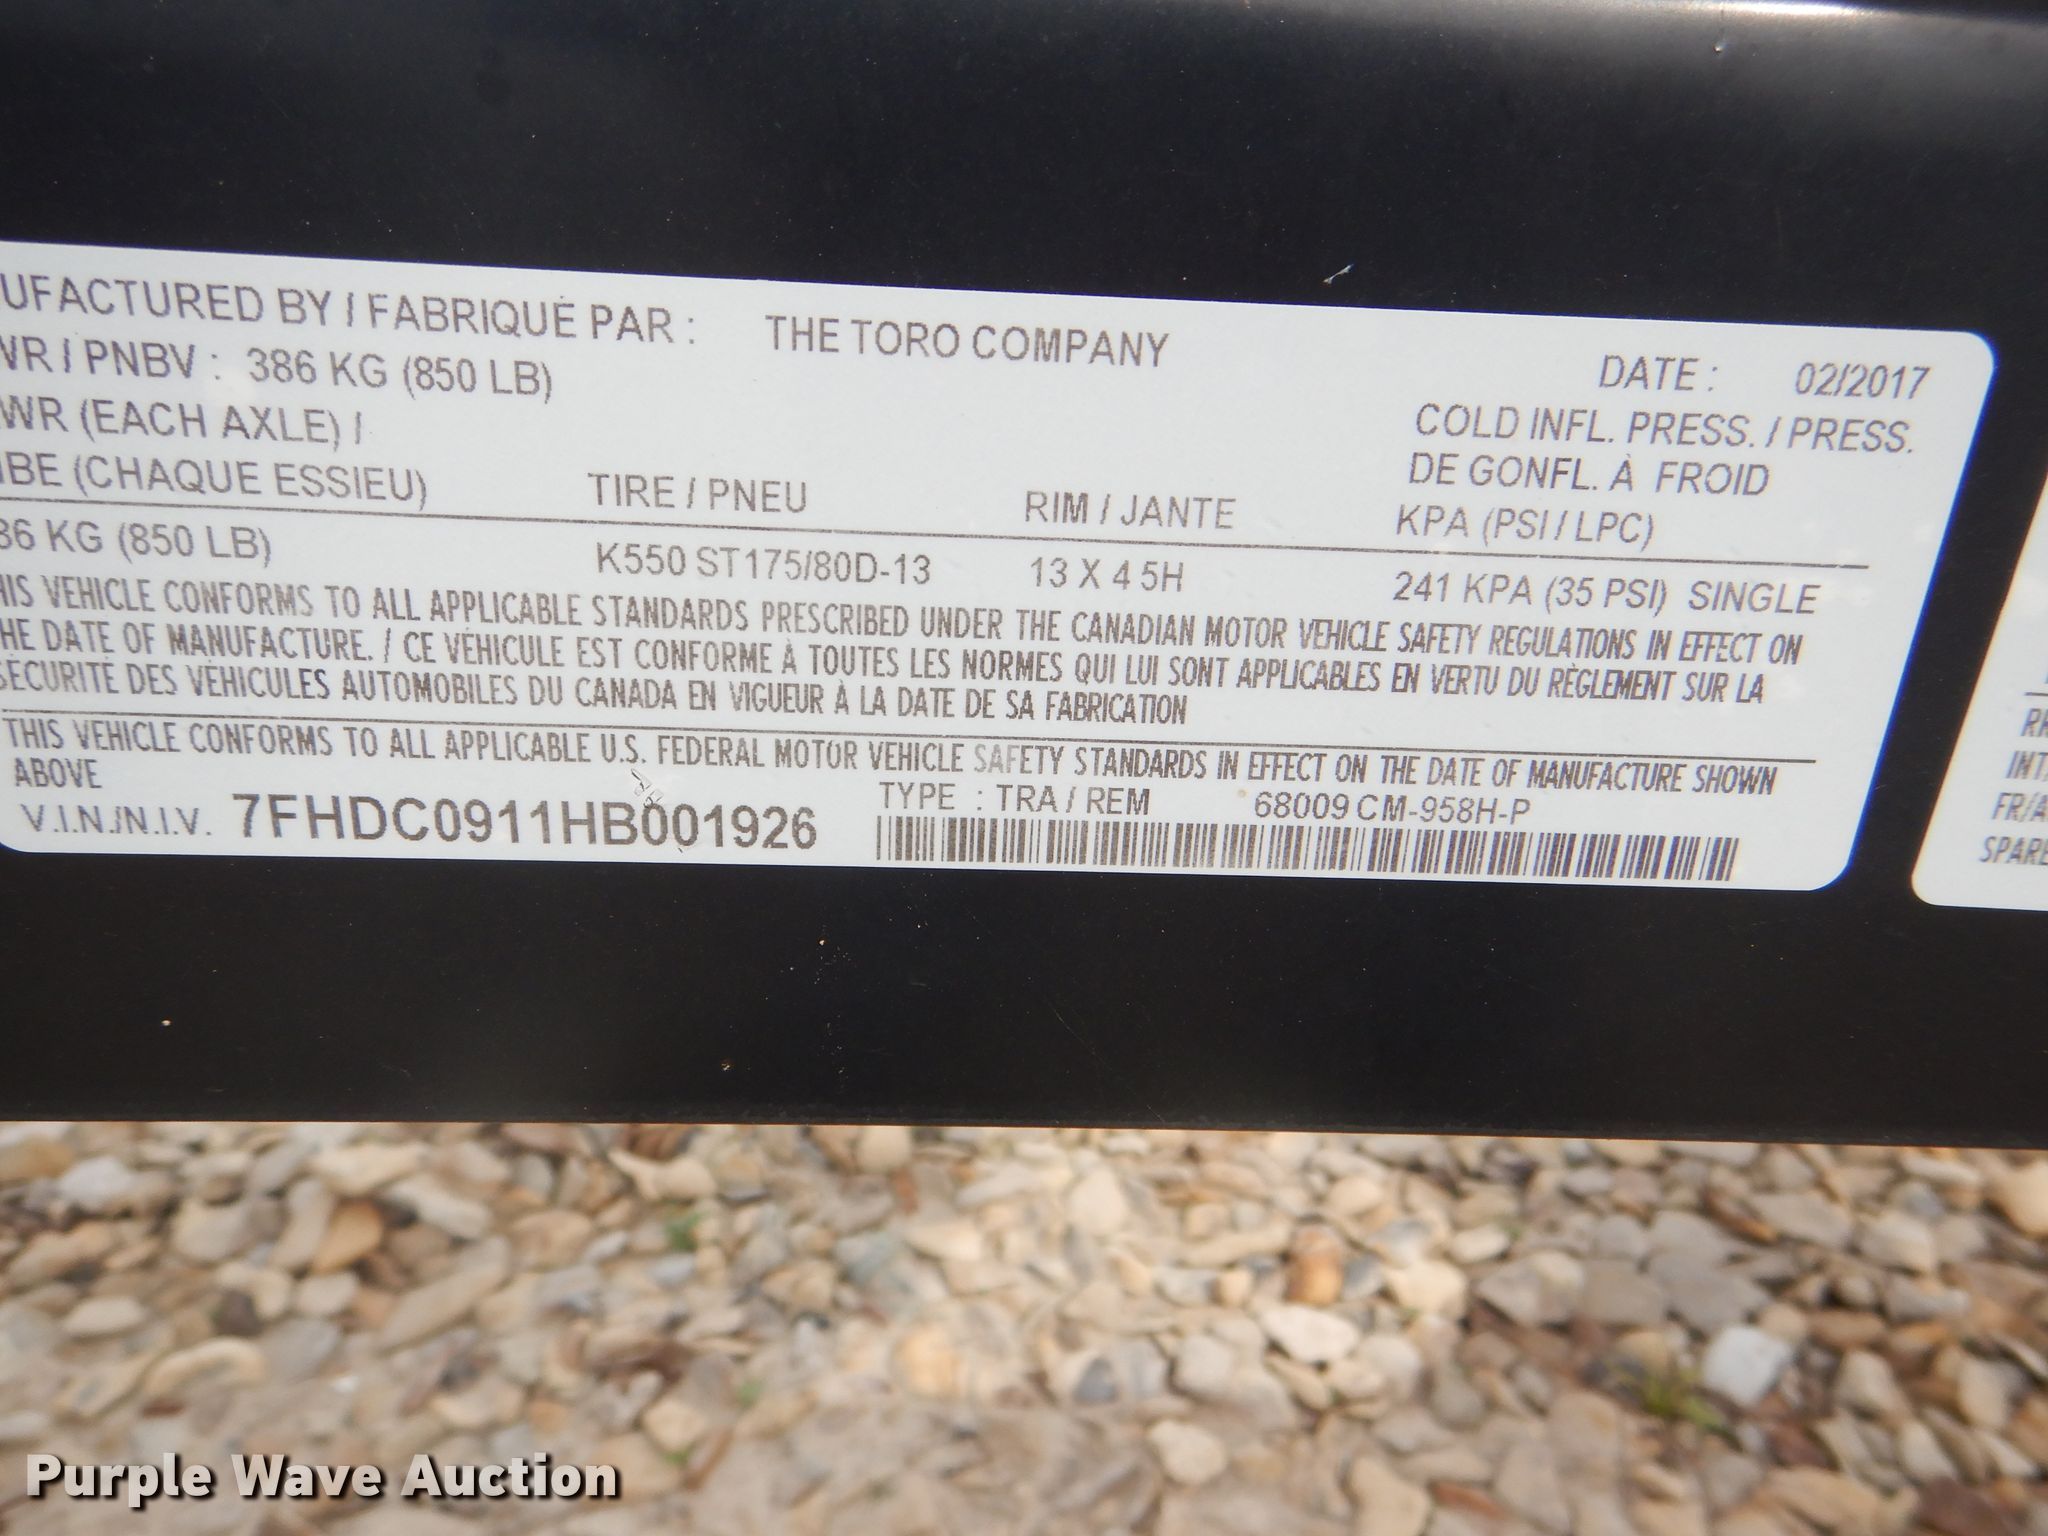 UFACTURED BY / FABRIQUÉ PAR : THE TORO COMPANY
DATE : 02/2017
WR / PNBV : 386 KG (850 LB)
WR (EACH AXLE) /
COLD INFL. PRESS. / PRESS.
BE (CHAQUE ESSIEU) TIRE / PNEU RIM / JANTE DE GONFL. À FROID
KPA (PSI / LPC)
86 KG (850 LB) K550 ST175/80D-13 13 X 4 5H 241 KPA (35 PSI) SINGLE
HIS VEHICLE CONFORMS TO ALL APPLICABLE STANDARDS PRESCRIBED UNDER THE CANADIAN MOTOR VEHICLE SAFETY REGULATIONS IN EFFECT ON
HE DATE OF MANUFACTURE. / CE VÉHICULE EST CONFORME À TOUTES LES NORMES QUI LUI SONT APPLICABLES EN VERTU DU RÈGLEMENT SUR LA
SÉCURITÉ DES VÉHICULES AUTOMOBILES DU CANADA EN VIGUEUR À LA DATE DE SA FABRICATION
THIS VEHICLE CONFORMS TO ALL APPLICABLE U.S. FEDERAL MOTOR VEHICLE SAFETY STANDARDS IN EFFECT ON THE DATE OF MANUFACTURE SHOWN
ABOVE
TYPE : TRA / REM 68009 CM-958H-P
V.I.N./N.I.V. 7FHDC0911HB001926
RR
INT
FR/A
SPARE
Purple Wave Auction